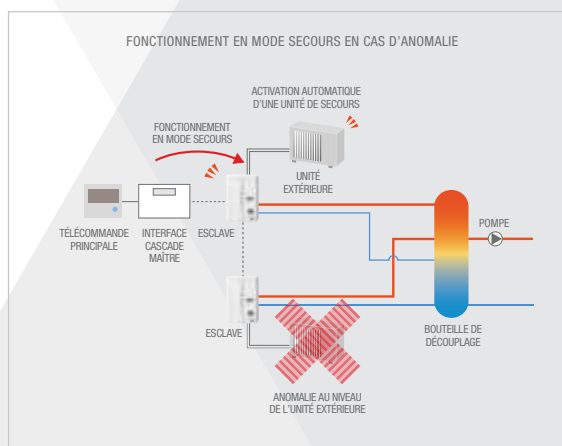 FONCTIONNEMENT EN MODE SECOURS EN CAS D'ANOMALIE
ACTIVATION AUTOMATIQUE
D'UNE UNITÉ DE SECOURS
FONCTIONNEMENT
EN MODE SECOURS
UNITÉ
EXTÉRIEURE
TÉLÉCOMMANDE
PRINCIPALE
INTERFACE
CASCADE
MAÎTRE
ESCLAVE
POMPE
ESCLAVE
BOUTEILLE DE
DÉCOUPLAGE
ANOMALIE AU NIVEAU
DE L'UNITÉ EXTÉRIEURE